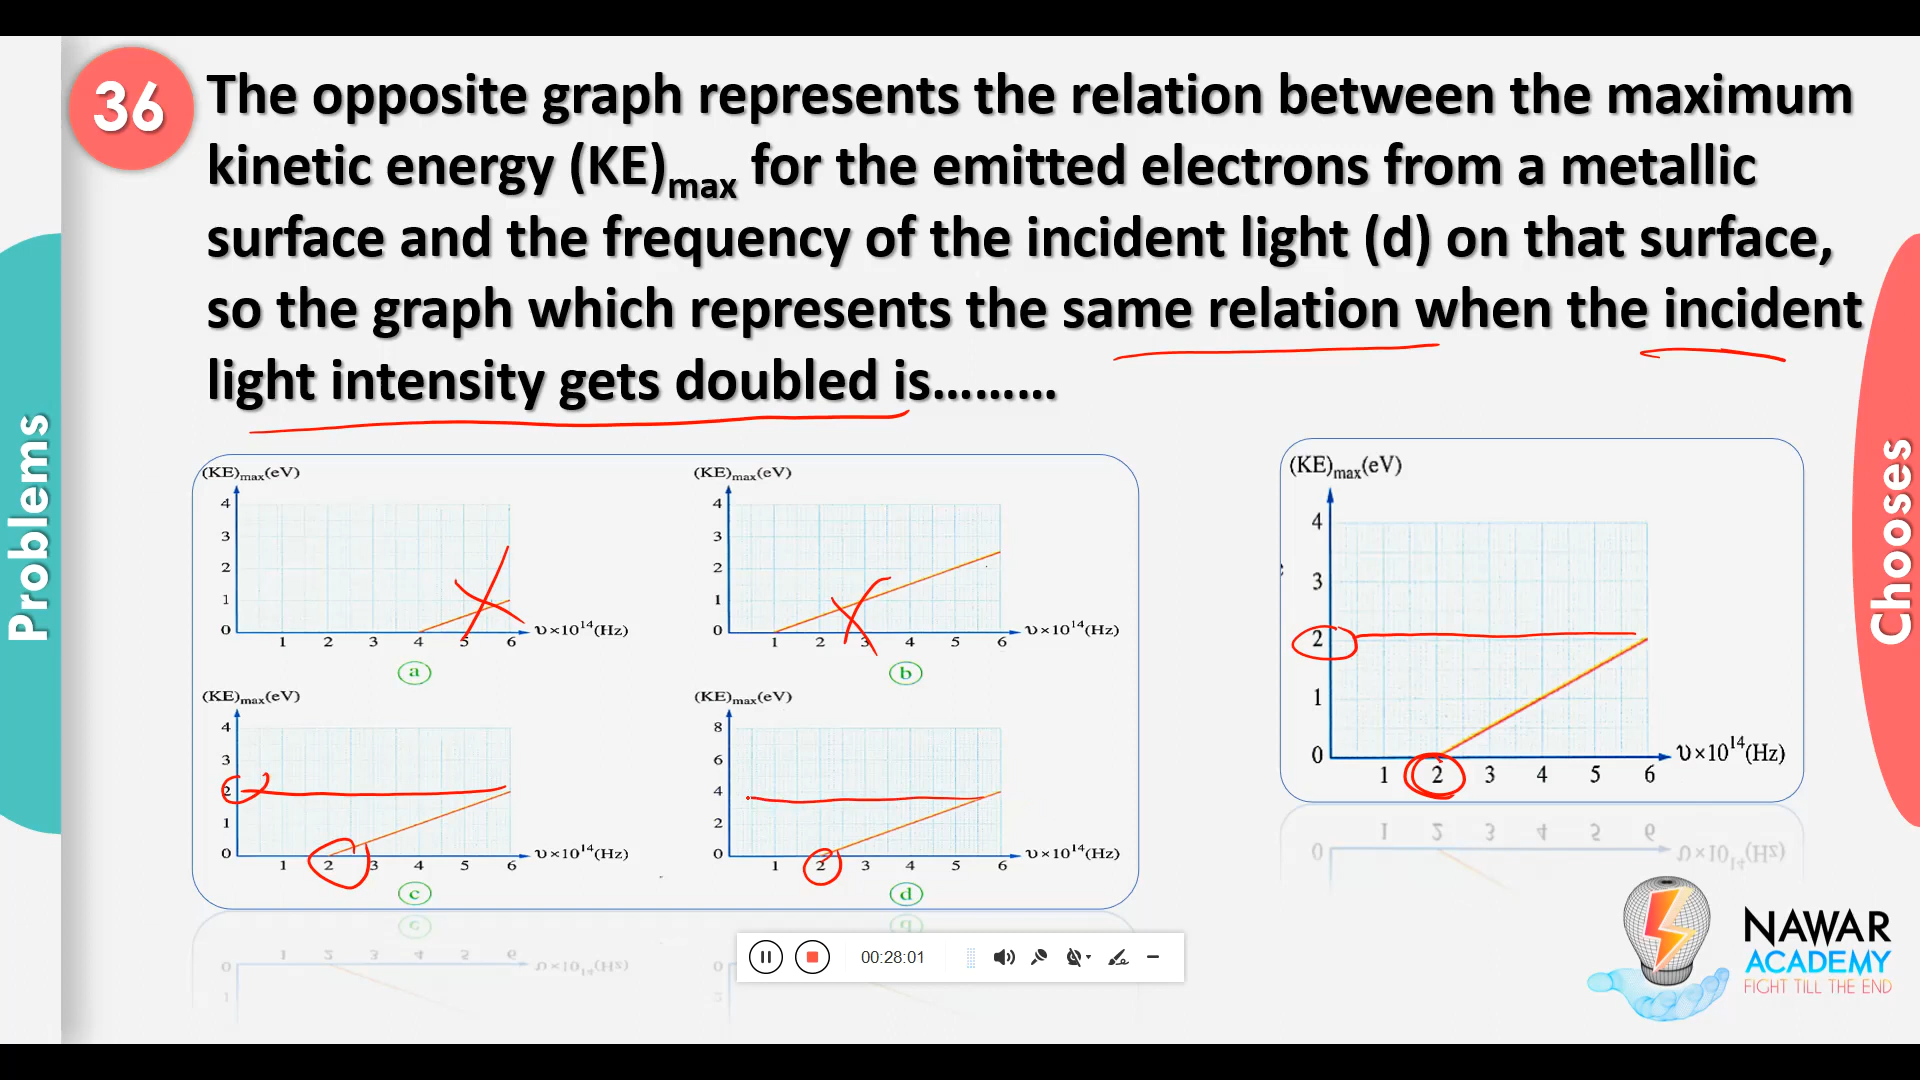 36
The opposite graph represents the relation between the maximum
kinetic energy (KE)max for the emitted electrons from a metallic
surface and the frequency of the incident light (d) on that surface,
so the graph which represents the same relation when the incident
light intensity gets doubled is.........
Problems
Chooses
(KE)max(eV)
4
3
2
1
0
1 2 3 4 5 6
υ×10¹⁴(Hz)
a
(KE)max(eV)
4
3
2
1
0
1 2 3 4 5 6
υ×10¹⁴(Hz)
b
(KE)max(eV)
4
3
2
1
0
1 2 3 4 5 6
υ×10¹⁴(Hz)
c
(KE)max(eV)
8
6
4
2
0
1 2 3 4 5 6
υ×10¹⁴(Hz)
d
(KE)max(eV)
4
3
2
1
0
1 2 3 4 5 6
υ×10¹⁴(Hz)
00:28:01
NAWAR
ACADEMY
FIGHT TILL THE END